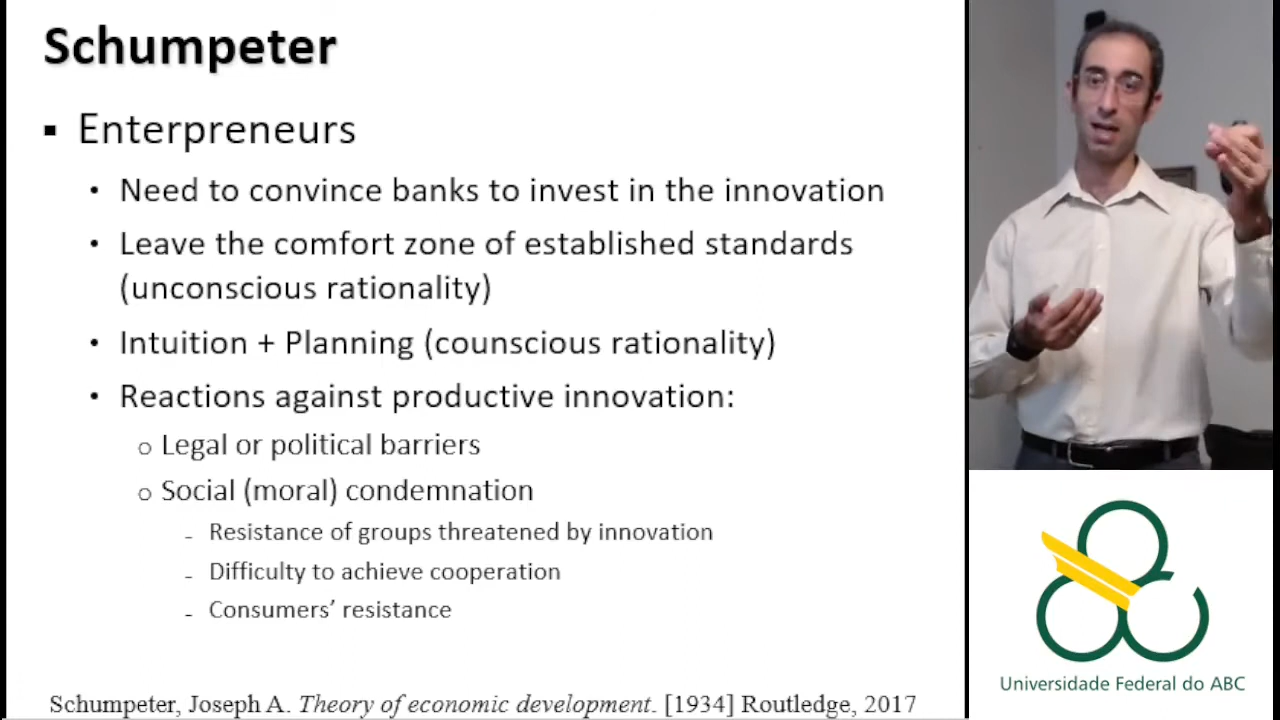 Schumpeter
▪ Enterpreneurs
• Need to convince banks to invest in the innovation
• Leave the comfort zone of established standards
(unconscious rationality)
• Intuition + Planning (counscious rationality)
• Reactions against productive innovation:
o Legal or political barriers
o Social (moral) condemnation
- Resistance of groups threatened by innovation
- Difficulty to achieve cooperation
- Consumers’ resistance
Schumpeter, Joseph A. Theory of economic development. [1934] Routledge, 2017
Universidade Federal do ABC